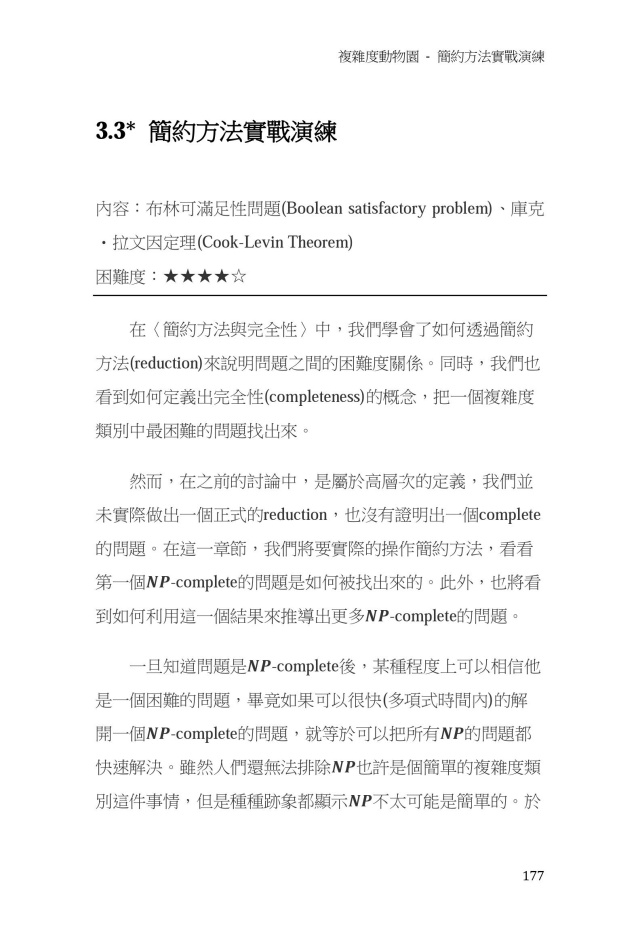 複雜度動物園 - 簡約方法實戰演練
3.3* 簡約方法實戰演練
內容：布林可滿足性問題(Boolean satisfactory problem)、庫克
・拉文因定理(Cook-Levin Theorem)
困難度：★★★★☆
在〈簡約方法與完全性〉中，我們學會了如何透過簡約
方法(reduction)來說明問題之間的困難度關係。同時，我們也
看到如何定義出完全性(completeness)的概念，把一個複雜度
類別中最困難的問題找出來。
然而，在之前的討論中，是屬於高層次的定義，我們並
未實際做出一個正式的reduction，也沒有證明出一個complete
的問題。在這一章節，我們將要實際的操作簡約方法，看看
第一個NP-complete的問題是如何被找出來的。此外，也將看
到如何利用這一個結果來推導出更多NP-complete的問題。
一旦知道問題是NP-complete後，某種程度上可以相信他
是一個困難的問題，畢竟如果可以很快(多項式時間內)的解
開一個NP-complete的問題，就等於可以把所有NP的問題都
快速解決。雖然人們還無法排除NP也許是個簡單的複雜度類
別這件事情，但是種種跡象都顯示NP不太可能是簡單的。於
177